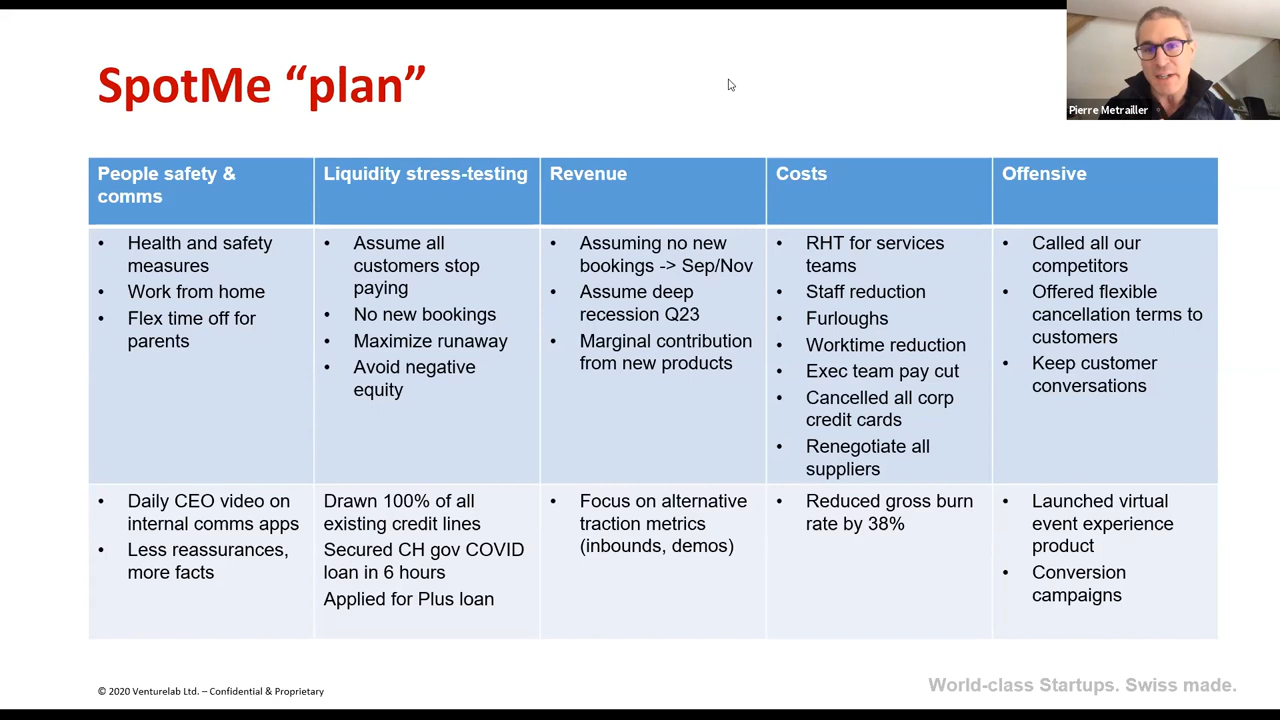 SpotMe “plan”
Pierre Metrailler
People safety &
comms
Liquidity stress-testing
Revenue
Costs
Offensive
• Health and safety
measures
• Work from home
• Flex time off for
parents
• Assume all
customers stop
paying
• No new bookings
• Maximize runaway
• Avoid negative
equity
• Assuming no new
bookings -> Sep/Nov
• Assume deep
recession Q23
• Marginal contribution
from new products
• RHT for services
teams
• Staff reduction
• Furloughs
• Worktime reduction
• Exec team pay cut
• Cancelled all corp
credit cards
• Renegotiate all
suppliers
• Called all our
competitors
• Offered flexible
cancellation terms to
customers
• Keep customer
conversations
• Daily CEO video on
internal comms apps
• Less reassurances,
more facts
Drawn 100% of all
existing credit lines
Secured CH gov COVID
loan in 6 hours
Applied for Plus loan
• Focus on alternative
traction metrics
(inbounds, demos)
• Reduced gross burn
rate by 38%
• Launched virtual
event experience
product
• Conversion
campaigns
© 2020 Venturelab Ltd. – Confidential & Proprietary
World-class Startups. Swiss made.